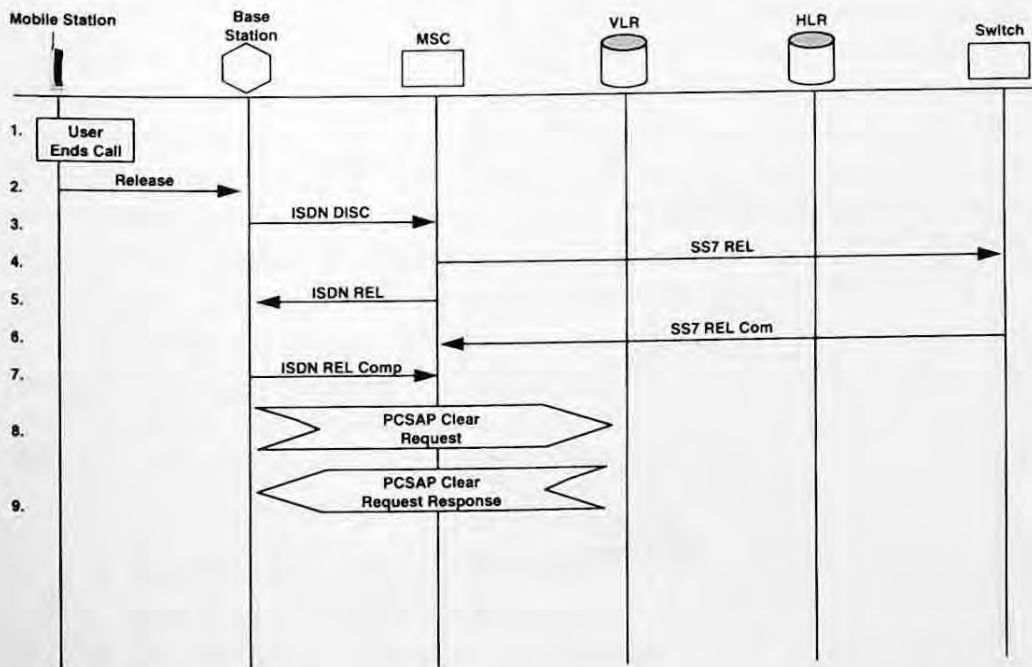 Mobile Station
Base
Station
MSC
VLR
HLR
Switch
1.
User
Ends Call
2.
Release
3.
ISDN DISC
4.
SS7 REL
5.
ISDN REL
6.
SS7 REL Com
7.
ISDN REL Comp
8.
PCSAP Clear
Request
9.
PCSAP Clear
Request Response